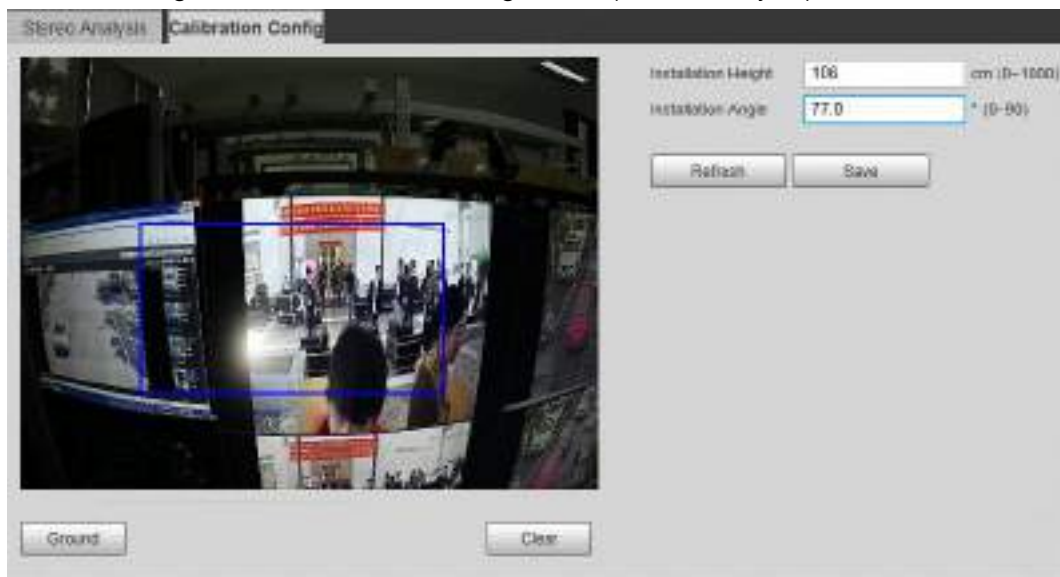 Stereo Analysis Calibration Config
Installation Height 106 cm (0~1000)
Installation Angle 77.0 ° (0~90)
Refresh Save
Ground Clear